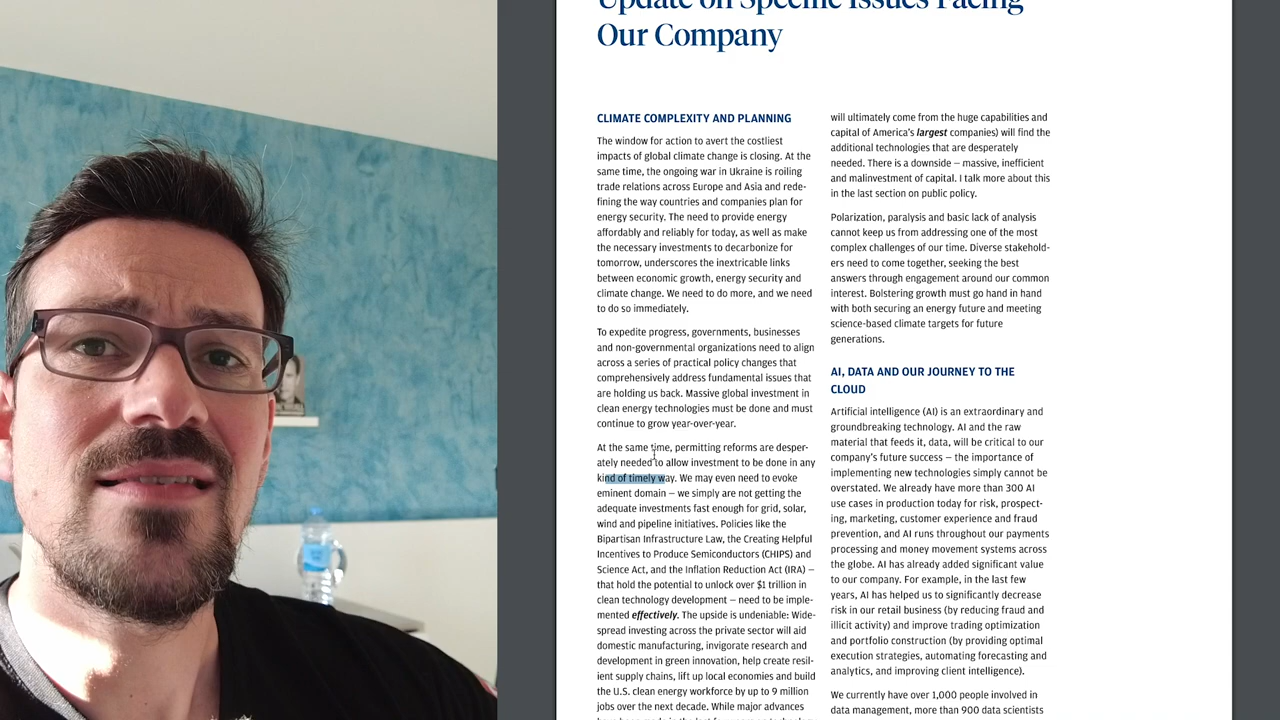 Update on Specific Issues Facing
Our Company
CLIMATE COMPLEXITY AND PLANNING
The window for action to avert the costliest
impacts of global climate change is closing. At the
same time, the ongoing war in Ukraine is roiling
trade relations across Europe and Asia and rede-
fining the way countries and companies plan for
energy security. The need to provide energy
affordably and reliably for today, as well as make
the necessary investments to decarbonize for
tomorrow, underscores the inextricable links
between economic growth, energy security and
climate change. We need to do more, and we need
to do so immediately.
To expedite progress, governments, businesses
and non-governmental organizations need to align
across a series of practical policy changes that
comprehensively address fundamental issues that
are holding us back. Massive global investment in
clean energy technologies must be done and must
continue to grow year-over-year.
At the same time, permitting reforms are desper-
ately needed to allow investment to be done in any
kind of timely way. We may even need to evoke
eminent domain – we simply are not getting the
adequate investments fast enough for grid, solar,
wind and pipeline initiatives. Policies like the
Bipartisan Infrastructure Law, the Creating Helpful
Incentives to Produce Semiconductors (CHIPS) and
Science Act, and the Inflation Reduction Act (IRA) –
that hold the potential to unlock over $1 trillion in
clean technology development – need to be imple-
mented effectively. The upside is undeniable: Wide-
spread investing across the private sector will aid
domestic manufacturing, invigorate research and
development in green innovation, help create resil-
ient supply chains, lift up local economies and build
the U.S. clean energy workforce by up to 9 million
jobs over the next decade. While major advances
will ultimately come from the huge capabilities and
capital of America's largest companies) will find the
additional technologies that are desperately
needed. There is a downside – massive, inefficient
and malinvestment of capital. I talk more about this
in the last section on public policy.
Polarization, paralysis and basic lack of analysis
cannot keep us from addressing one of the most
complex challenges of our time. Diverse stakehold-
ers need to come together, seeking the best
answers through engagement around our common
interest. Bolstering growth must go hand in hand
with both securing an energy future and meeting
science-based climate targets for future
generations.
AI, DATA AND OUR JOURNEY TO THE
CLOUD
Artificial intelligence (AI) is an extraordinary and
groundbreaking technology. AI and the raw
material that feeds it, data, will be critical to our
company's future success – the importance of
implementing new technologies simply cannot be
overstated. We already have more than 300 AI
use cases in production today for risk, prospect-
ing, marketing, customer experience and fraud
prevention, and AI runs throughout our payments
processing and money movement systems across
the globe. AI has already added significant value
to our company. For example, in the last few
years, AI has helped us to significantly decrease
risk in our retail business (by reducing fraud and
illicit activity) and improve trading optimization
and portfolio construction (by providing optimal
execution strategies, automating forecasting and
analytics, and improving client intelligence).
We currently have over 1,000 people involved in
data management, more than 900 data scientists